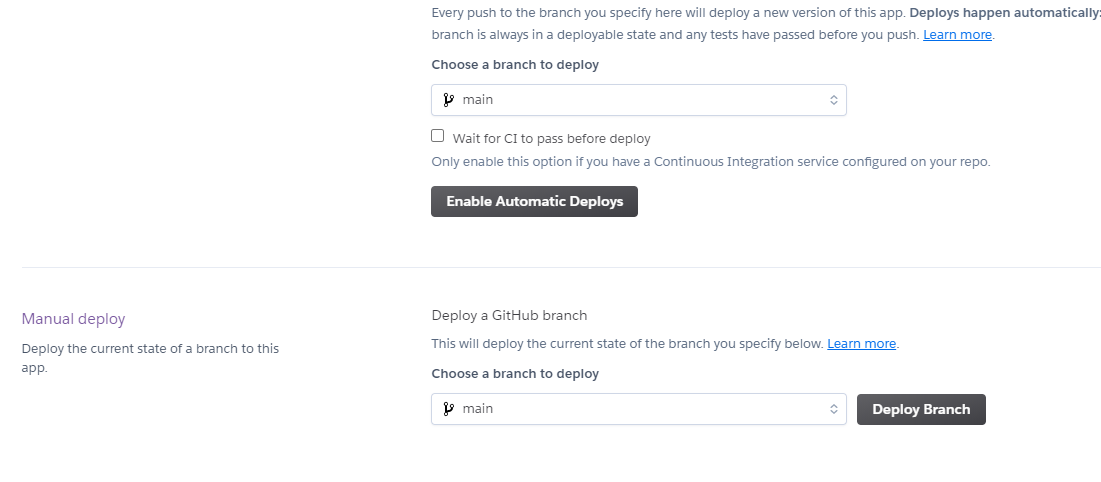 Every push to the branch you specify here will deploy a new version of this app. Deploys happen automatically:
branch is always in a deployable state and any tests have passed before you push. Learn more.
Choose a branch to deploy
main
Wait for CI to pass before deploy
Only enable this option if you have a Continuous Integration service configured on your repo.
Enable Automatic Deploys
Manual deploy
Deploy the current state of a branch to this
app.
Deploy a GitHub branch
This will deploy the current state of the branch you specify below. Learn more.
Choose a branch to deploy
main
Deploy Branch